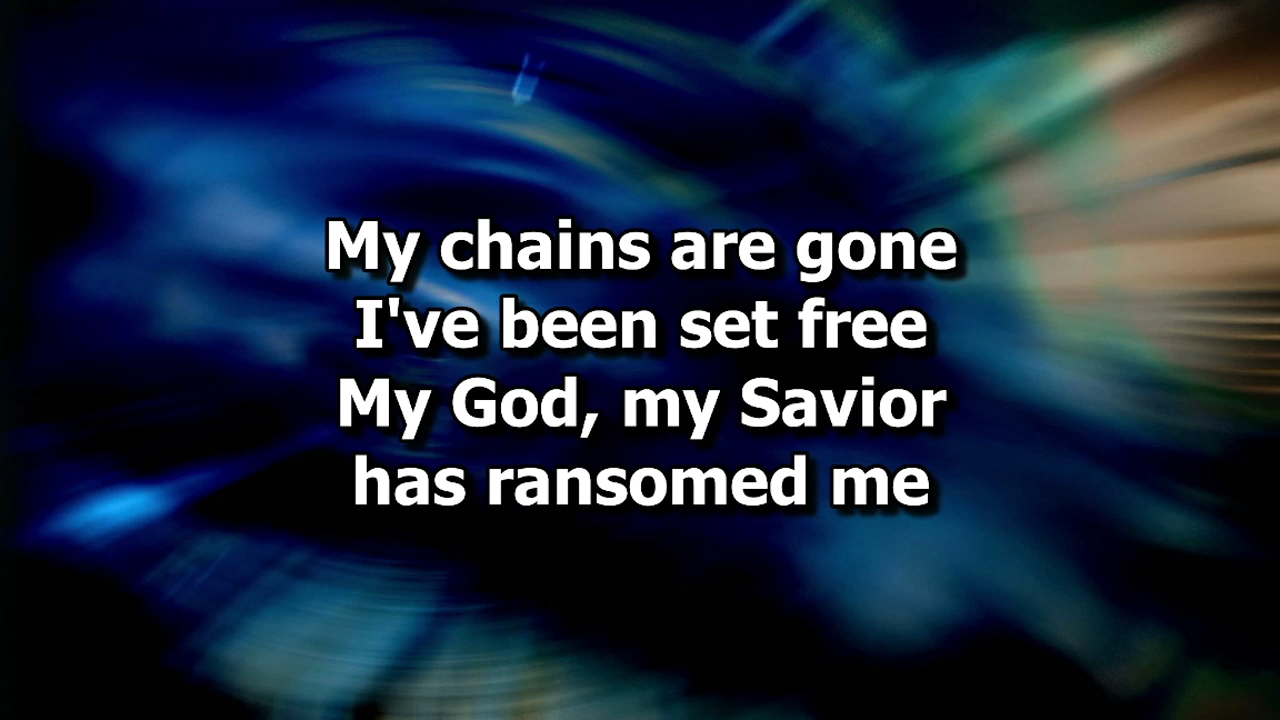 My chains are gone
I've been set free
My God, my Savior
has ransomed me